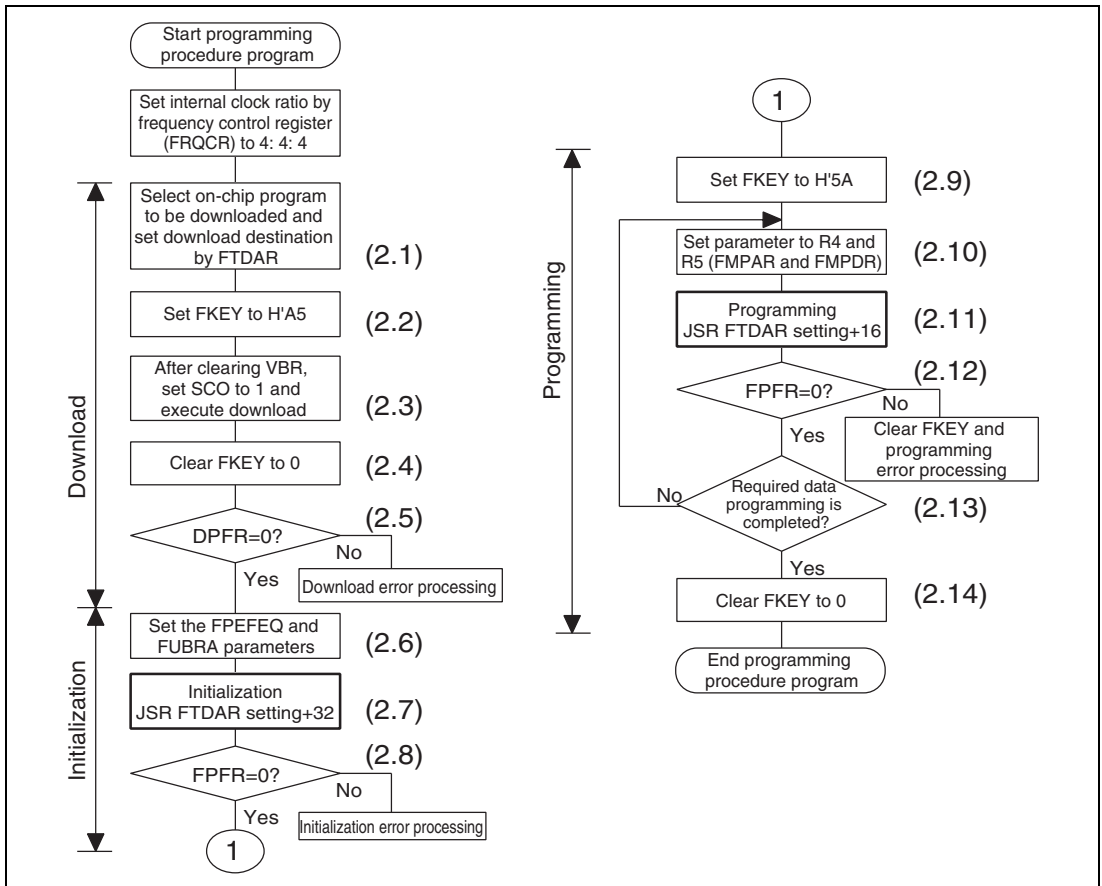 Start programming
procedure program
Set internal clock ratio by
frequency control register
(FRQCR) to 4: 4: 4
Download
Select on-chip program
to be downloaded and
set download destination
by FTDAR
(2.1)
Set FKEY to H'A5
(2.2)
After clearing VBR,
set SCO to 1 and
execute download
(2.3)
Clear FKEY to 0
(2.4)
DPFR=0?
(2.5)
No
Yes
Download error processing
Initialization
Set the FPEFEQ and
FUBRA parameters
(2.6)
Initialization
JSR FTDAR setting+32
(2.7)
FPFR=0?
(2.8)
No
Yes
Initialization error processing
1
1
Programming
Set FKEY to H'5A
(2.9)
Set parameter to R4 and
R5 (FMPAR and FMPDR)
(2.10)
Programming
JSR FTDAR setting+16
(2.11)
FPFR=0?
(2.12)
No
Yes
Clear FKEY and
programming
error processing
No
Required data
programming is
completed?
(2.13)
Yes
Clear FKEY to 0
(2.14)
End programming
procedure program